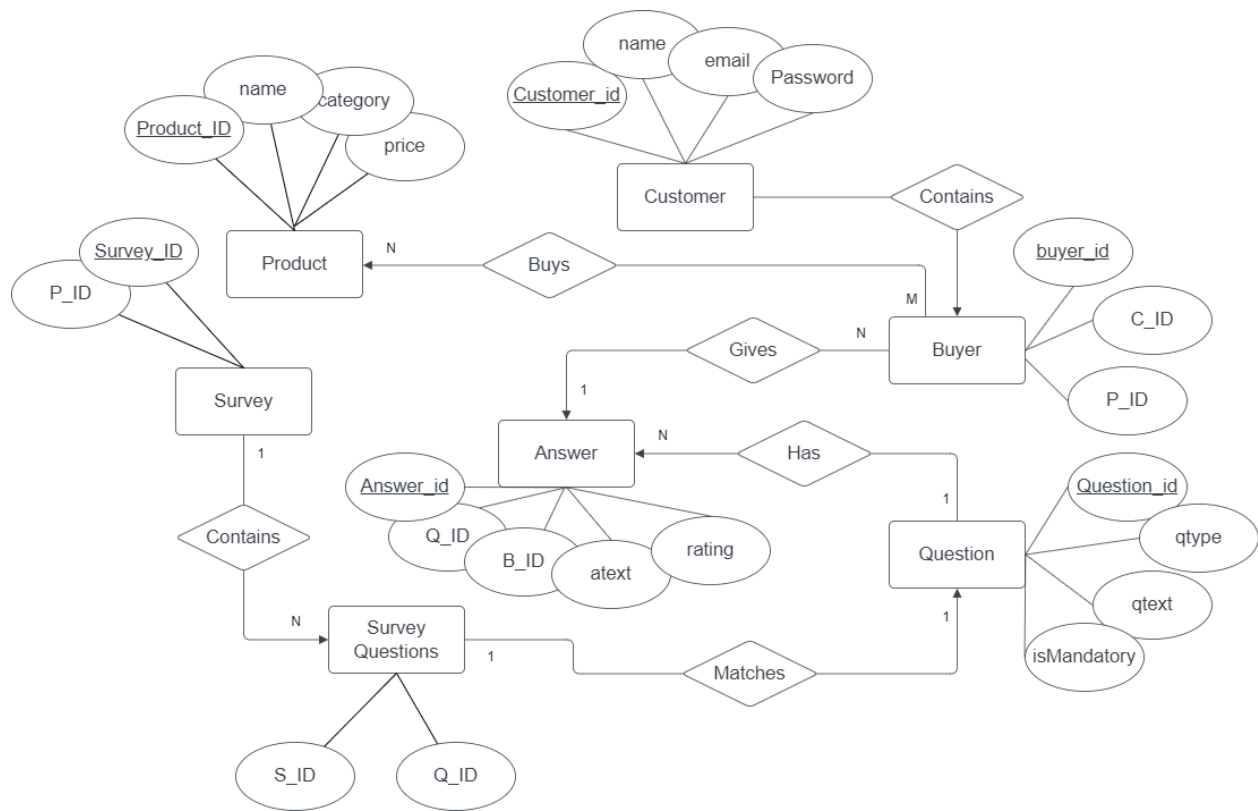 name
email
Password
Customer_id
name
category
Product_ID
price
Customer
Contains
Survey_ID
P_ID
Product
N
Buys
M
buyer_id
C_ID
P_ID
Buyer
N
Gives
1
Survey
1
Answer
N
Has
1
Answer_id
Q_ID
B_ID
atext
rating
Question_id
qtype
qtext
isMandatory
Question
1
Contains
N
Survey
Questions
1
Matches
S_ID
Q_ID